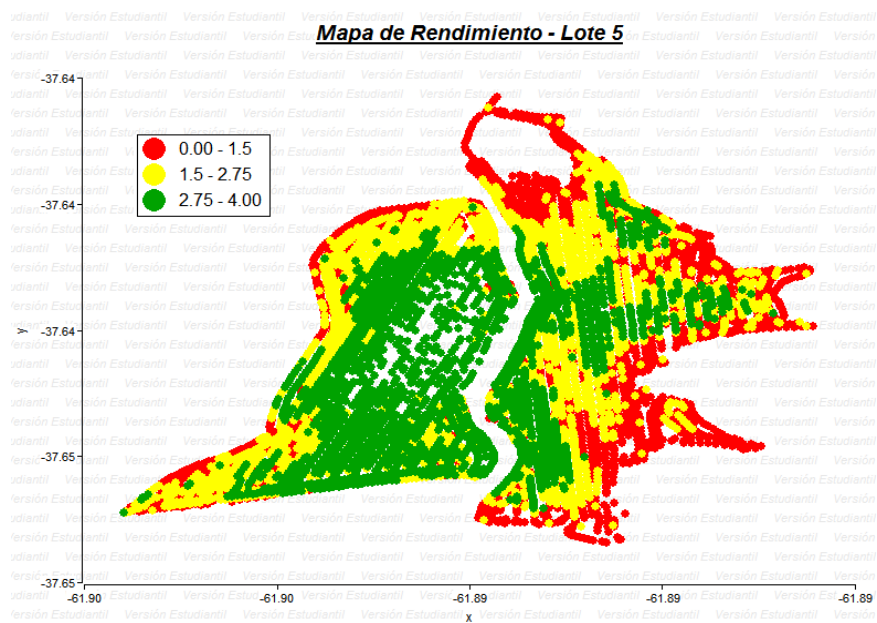 Mapa de Rendimiento - Lote 5
-37.64
0.00 - 1.5
1.5 - 2.75
2.75 - 4.00
-37.64
y
-37.64
-37.65
-37.65
-61.90
-61.90
-61.89
-61.89
-61.89
x
Versión Estudiantil